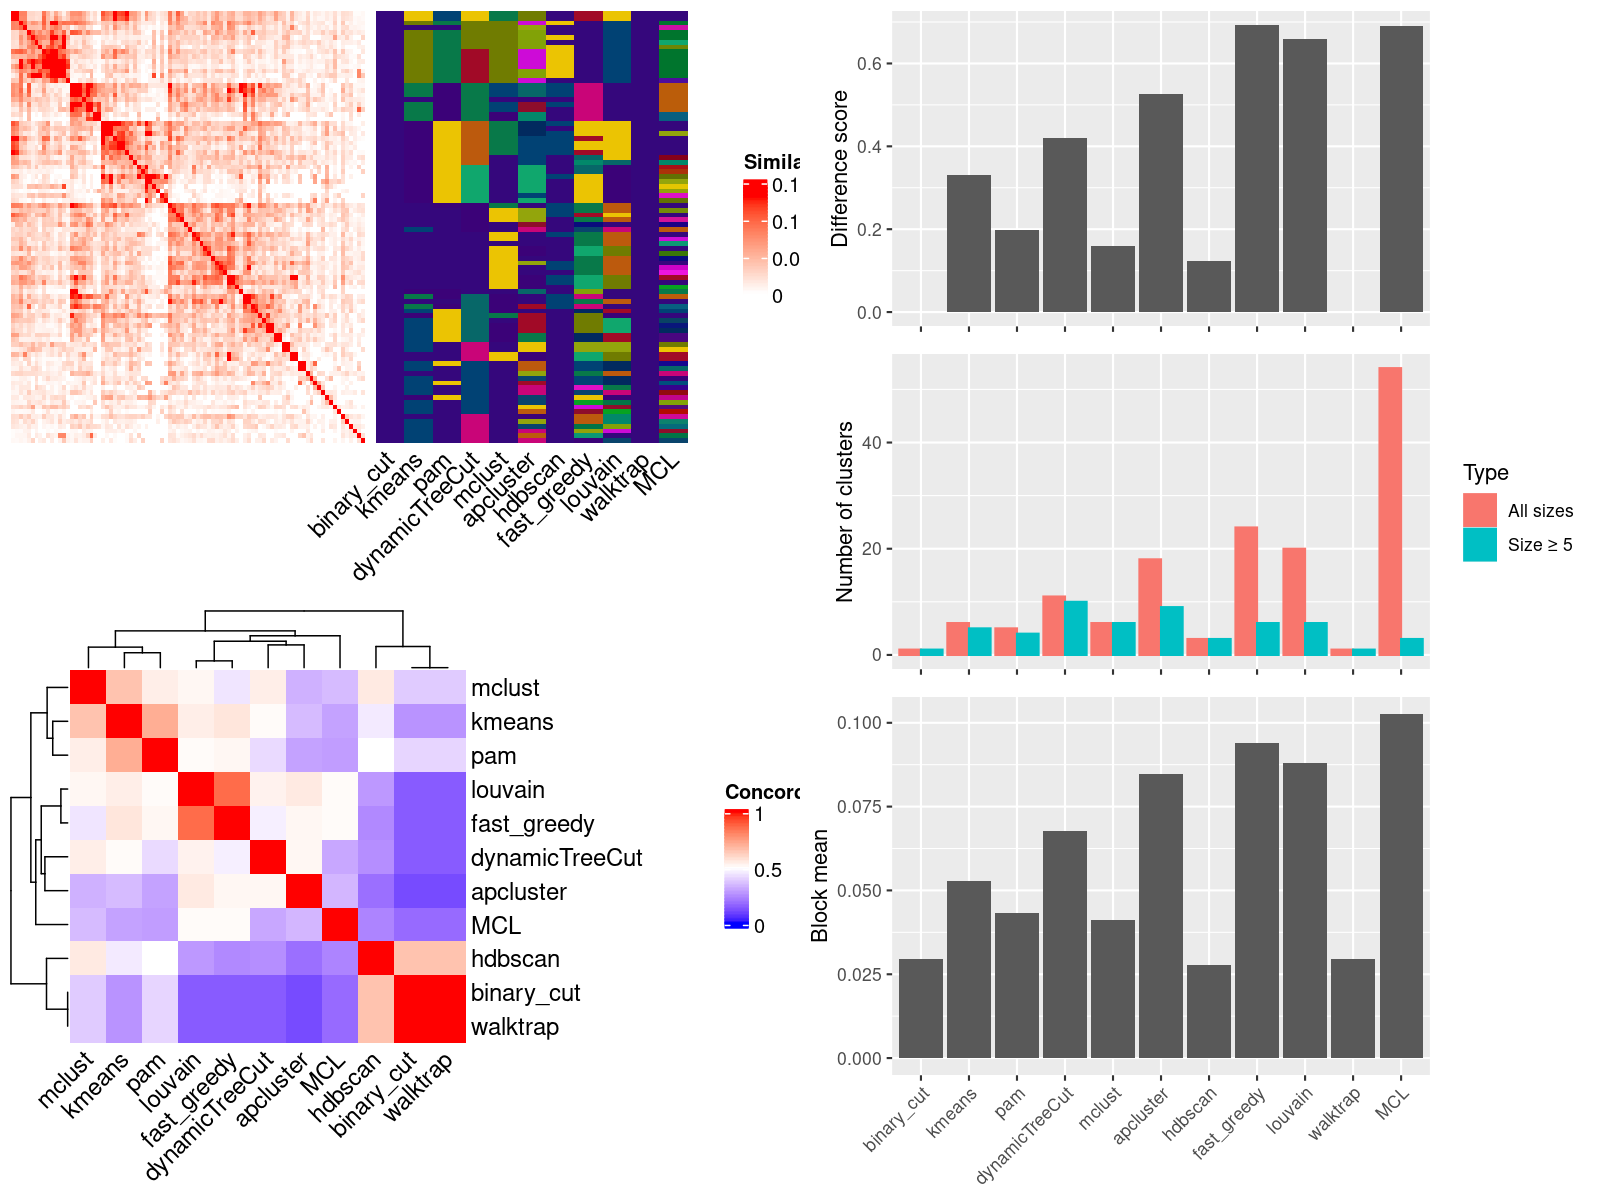 binary_cut
kmeans
pam
dynamicTreeCut
mclust
apcluster
hdbscan
fast_greedy
louvain
walktrap
MCL
Simila
0.1
0.1
0.0
0
mclust
kmeans
pam
louvain
fast_greedy
dynamicTreeCut
apcluster
MCL
hdbscan
binary_cut
walktrap
mclust
kmeans
pam
louvain
fast_greedy
dynamicTreeCut
apcluster
MCL
hdbscan
binary_cut
walktrap
Concord
1
0.5
0
Difference score
0.6
0.4
0.2
0.0
Number of clusters
40
20
0
Type
All sizes
Size ≥ 5
Block mean
0.100
0.075
0.050
0.025
0.000
binary_cut
kmeans
pam
dynamicTreeCut
mclust
apcluster
hdbscan
fast_greedy
louvain
walktrap
MCL